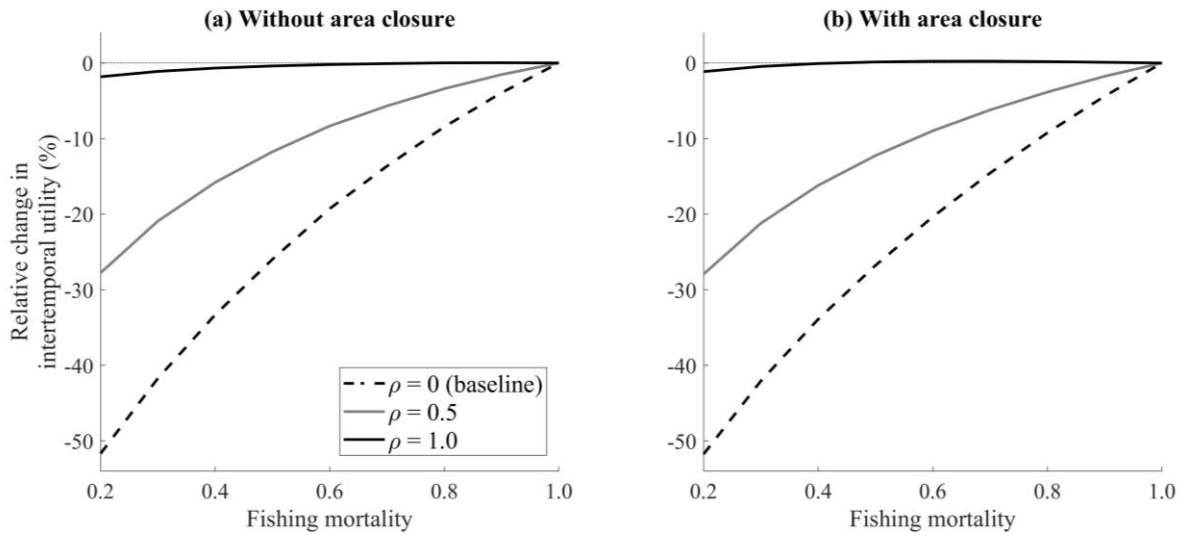 (a) Without area closure
(b) With area closure
Relative change in
intertemporal utility (%)
0
-10
-20
-30
-40
-50
0.2
0.4
0.6
0.8
1.0
Fishing mortality
ρ = 0 (baseline)
ρ = 0.5
ρ = 1.0
0
-10
-20
-30
-40
-50
0.2
0.4
0.6
0.8
1.0
Fishing mortality